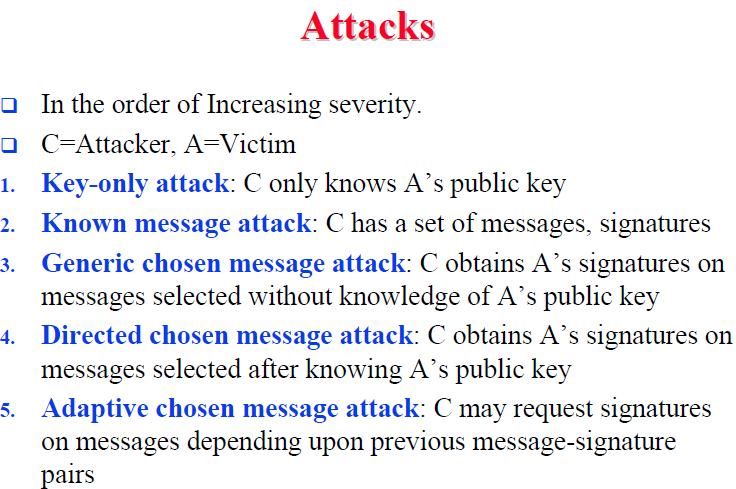 Attacks
❑ In the order of Increasing severity.
❑ C=Attacker, A=Victim
1. Key-only attack: C only knows A's public key
2. Known message attack: C has a set of messages, signatures
3. Generic chosen message attack: C obtains A's signatures on
messages selected without knowledge of A's public key
4. Directed chosen message attack: C obtains A's signatures on
messages selected after knowing A's public key
5. Adaptive chosen message attack: C may request signatures
on messages depending upon previous message-signature
pairs